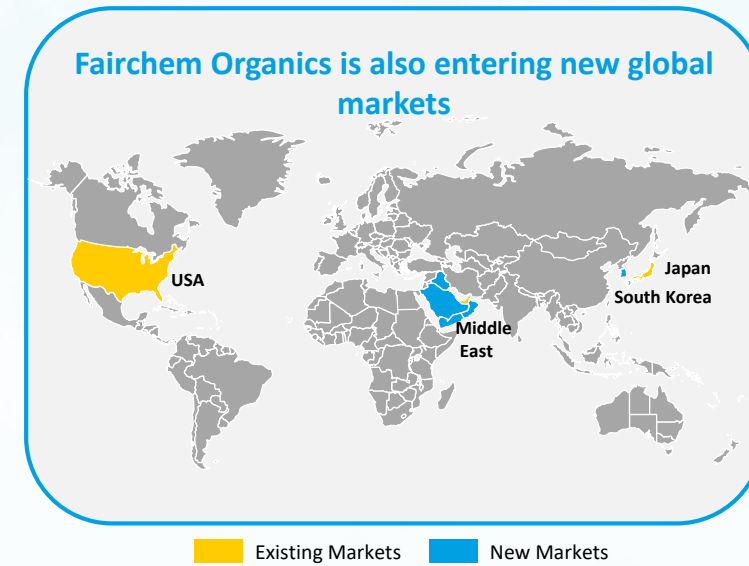 Fairchem Organics is also entering new global
markets
USA
Japan
South Korea
Middle
East
Existing Markets
New Markets